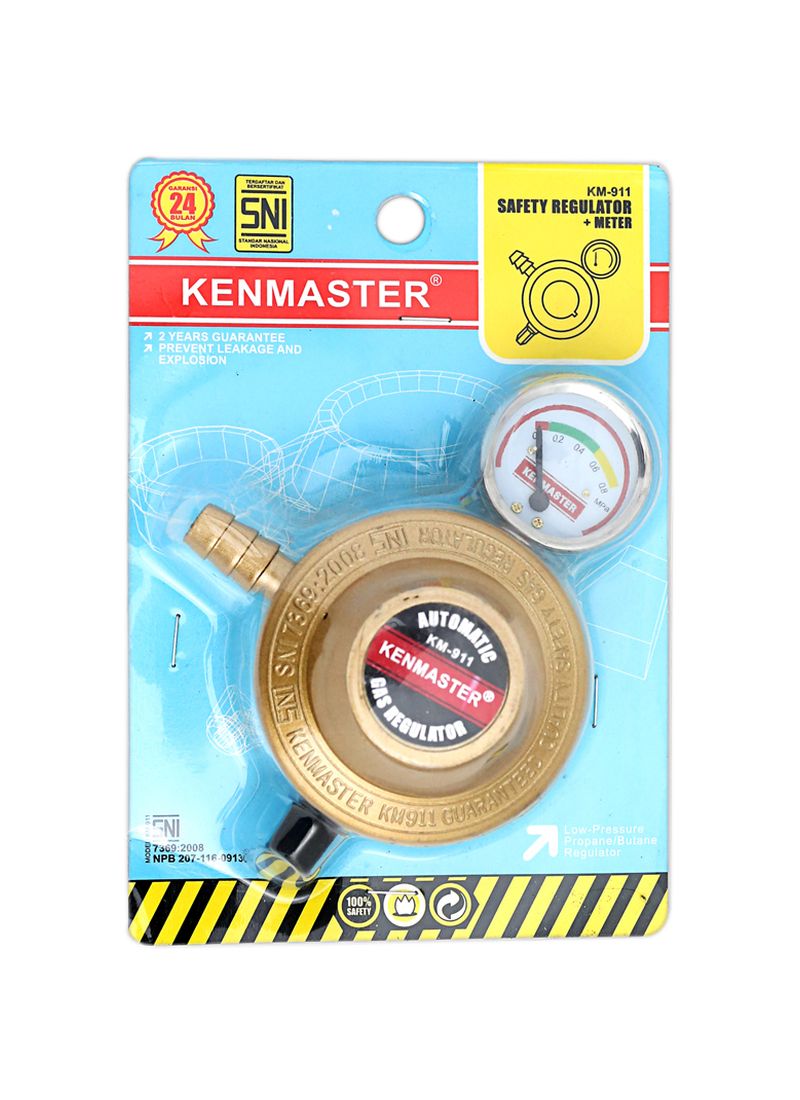 GARANSI
24
BULAN
TERDAFTAR DAN
BERSERTIFIKAT
SNI
STANDAR NASIONAL
INDONESIA
KM-911
SAFETY REGULATOR
+ METER
KENMASTER®
2 YEARS GUARANTEE
PREVENT LEAKAGE AND
EXPLOSION
0 0.2 0.4 0.6 0.8
MPa
KENMASTER
SNI SNI 7369:2008 SNI
KENMASTER KM911 GUARANTEED QUALITY SAFETY GAS REGULATOR
AUTOMATIC
KM-911
KENMASTER®
GAS REGULATOR
MODEL KM 911
SNI
7369:2008
NPB 207-116-09130
Low-Pressure
Propane/Butane
Regulator
100%
SAFETY